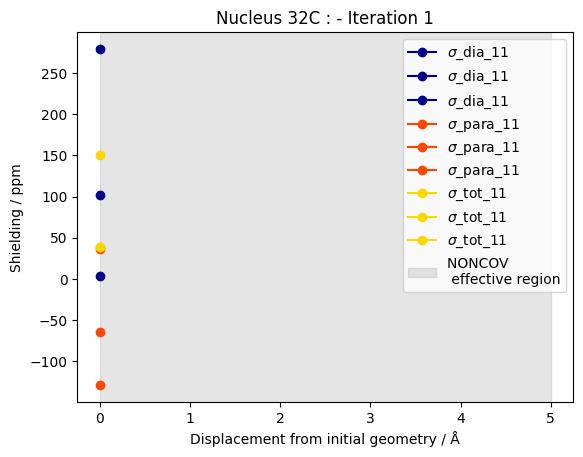 Nucleus 32C : - Iteration 1
σ_dia_11
σ_dia_11
σ_dia_11
σ_para_11
σ_para_11
σ_para_11
σ_tot_11
σ_tot_11
σ_tot_11
NONCOV
effective region
250
200
150
100
50
0
−50
−100
Shielding / ppm
0 1 2 3 4 5
Displacement from initial geometry / Å